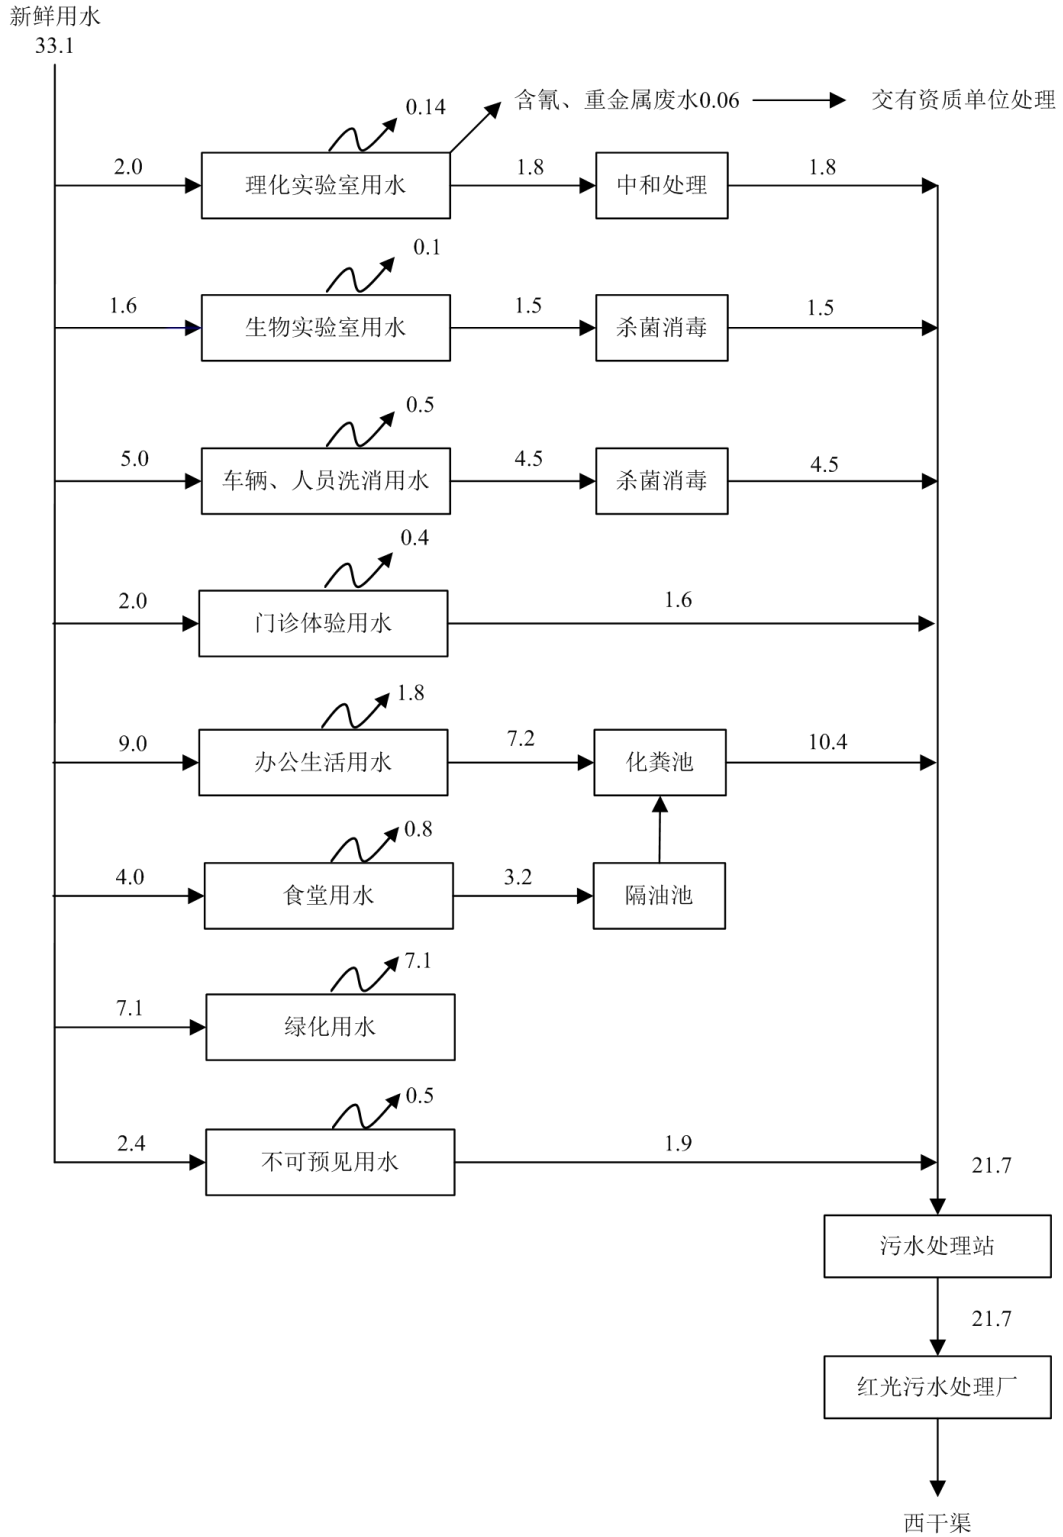 新鲜用水
33.1
0.14
含氰、重金属废水0.06
交有资质单位处理
2.0
理化实验室用水
1.8
中和处理
1.8
0.1
1.6
生物实验室用水
1.5
杀菌消毒
1.5
0.5
5.0
车辆、人员洗消用水
4.5
杀菌消毒
4.5
0.4
2.0
门诊体验用水
1.6
1.8
9.0
办公生活用水
7.2
化粪池
10.4
0.8
4.0
食堂用水
3.2
隔油池
7.1
7.1
绿化用水
0.5
2.4
不可预见用水
1.9
21.7
污水处理站
21.7
红光污水处理厂
西干渠